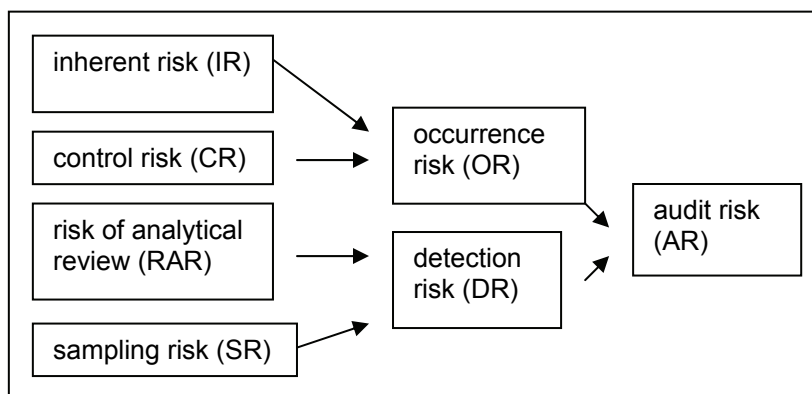 inherent risk (IR)
control risk (CR)
risk of analytical
review (RAR)
sampling risk (SR)
occurrence
risk (OR)
detection
risk (DR)
audit risk
(AR)